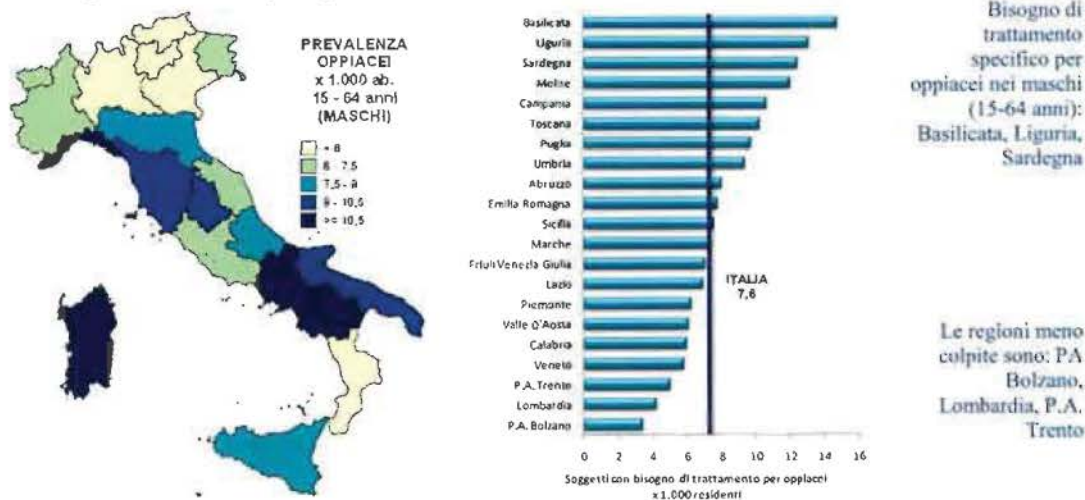 PREVALENZA
OPPIACEI
x 1.000 ab.
15 - 64 anni
(MASCHI)
< 6
6 - 7,5
7,5 - 9
9 - 10,5
>= 10,5
Basilicata
Liguria
Sardegna
Molise
Campania
Toscana
Puglia
Umbria
Abruzzo
Emilia Romagna
Sicilia
Marche
Friuli Venezia Giulia
Lazio
Piemonte
Valle D'Aosta
Calabria
Veneto
P.A. Trento
Lombardia
P.A. Bolzano
ITALIA
7,6
0 2 4 6 8 10 12 14 16
Soggetti con bisogno di trattamento per oppiacei
x 1.000 residenti
Bisogno di
trattamento
specifico per
oppiacei nei maschi
(15-64 anni):
Basilicata, Liguria,
Sardegna
Le regioni meno
colpite sono: PA
Bolzano,
Lombardia, P.A.
Trento